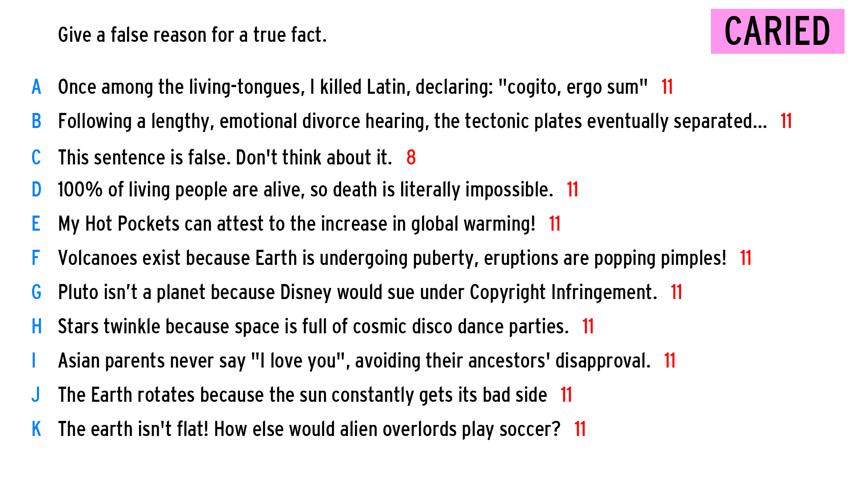 CARIED
Give a false reason for a true fact.
A Once among the living-tongues, I killed Latin, declaring: "cogito, ergo sum" 11
B Following a lengthy, emotional divorce hearing, the tectonic plates eventually separated... 11
C This sentence is false. Don't think about it. 8
D 100% of living people are alive, so death is literally impossible. 11
E My Hot Pockets can attest to the increase in global warming! 11
F Volcanoes exist because Earth is undergoing puberty, eruptions are popping pimples! 11
G Pluto isn’t a planet because Disney would sue under Copyright Infringement. 11
H Stars twinkle because space is full of cosmic disco dance parties. 11
I Asian parents never say "I love you", avoiding their ancestors' disapproval. 11
J The Earth rotates because the sun constantly gets its bad side 11
K The earth isn't flat! How else would alien overlords play soccer? 11